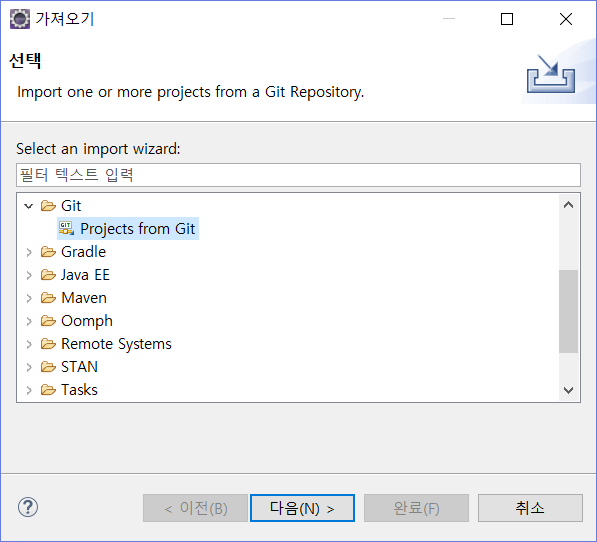 가져오기
선택
Import one or more projects from a Git Repository.
Select an import wizard:
필터 텍스트 입력
Git
GIT Projects from Git
Gradle
Java EE
Maven
Oomph
Remote Systems
STAN
Tasks
< 이전(B) 다음(N) > 완료(F) 취소